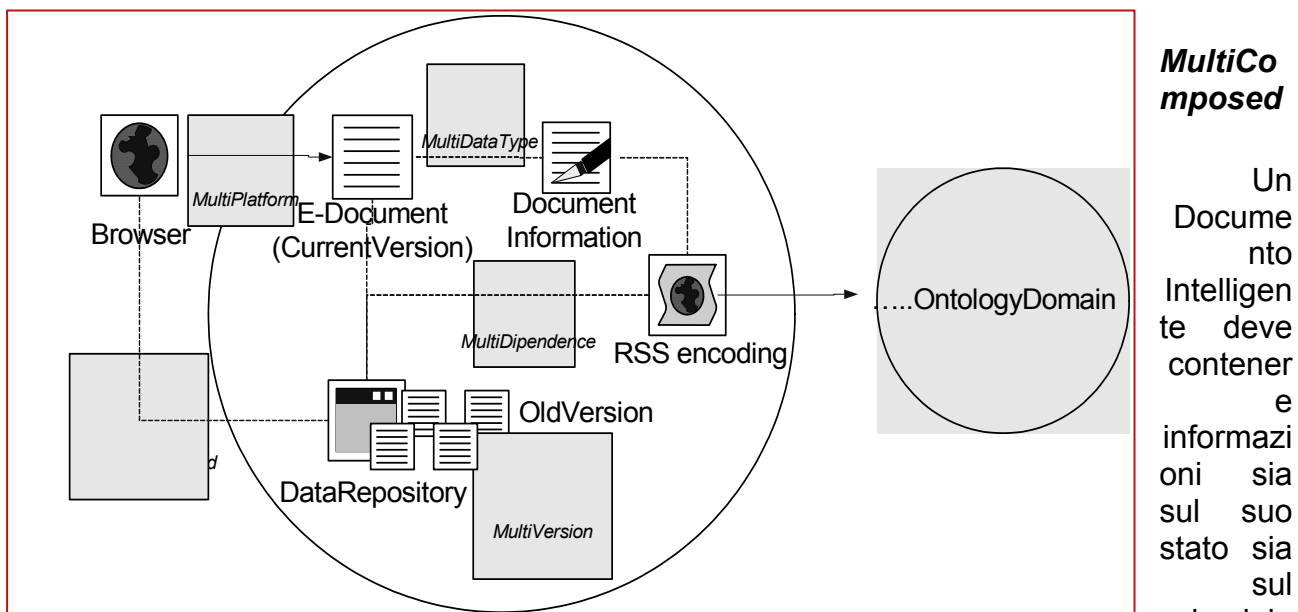 MultiDataType
MultiPlatform
Browser
E-Document
(CurrentVersion)
Document
Information
MultiDipendence
RSS encoding
…..OntologyDomain
OldVersion
d
DataRepository
MultiVersion
MultiCo
mposed
Un
Docume
nto
Intelligen
te deve
contener
e
informazi
oni sia
sul suo
stato sia
sul